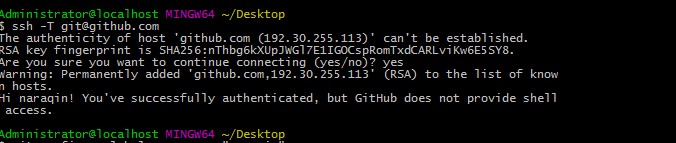 Administrator@localhost MINGW64 ~/Desktop
$ ssh -T git@github.com
The authenticity of host 'github.com (192.30.255.113)' can't be established.
RSA key fingerprint is SHA256:nThbg6kXUpJWGl7E1IGOCspRomTxdCARLviKw6E5SY8.
Are you sure you want to continue connecting (yes/no)? yes
Warning: Permanently added 'github.com,192.30.255.113' (RSA) to the list of know
n hosts.
Hi naraqin! You've successfully authenticated, but GitHub does not provide shell
 access.
Administrator@localhost MINGW64 ~/Desktop